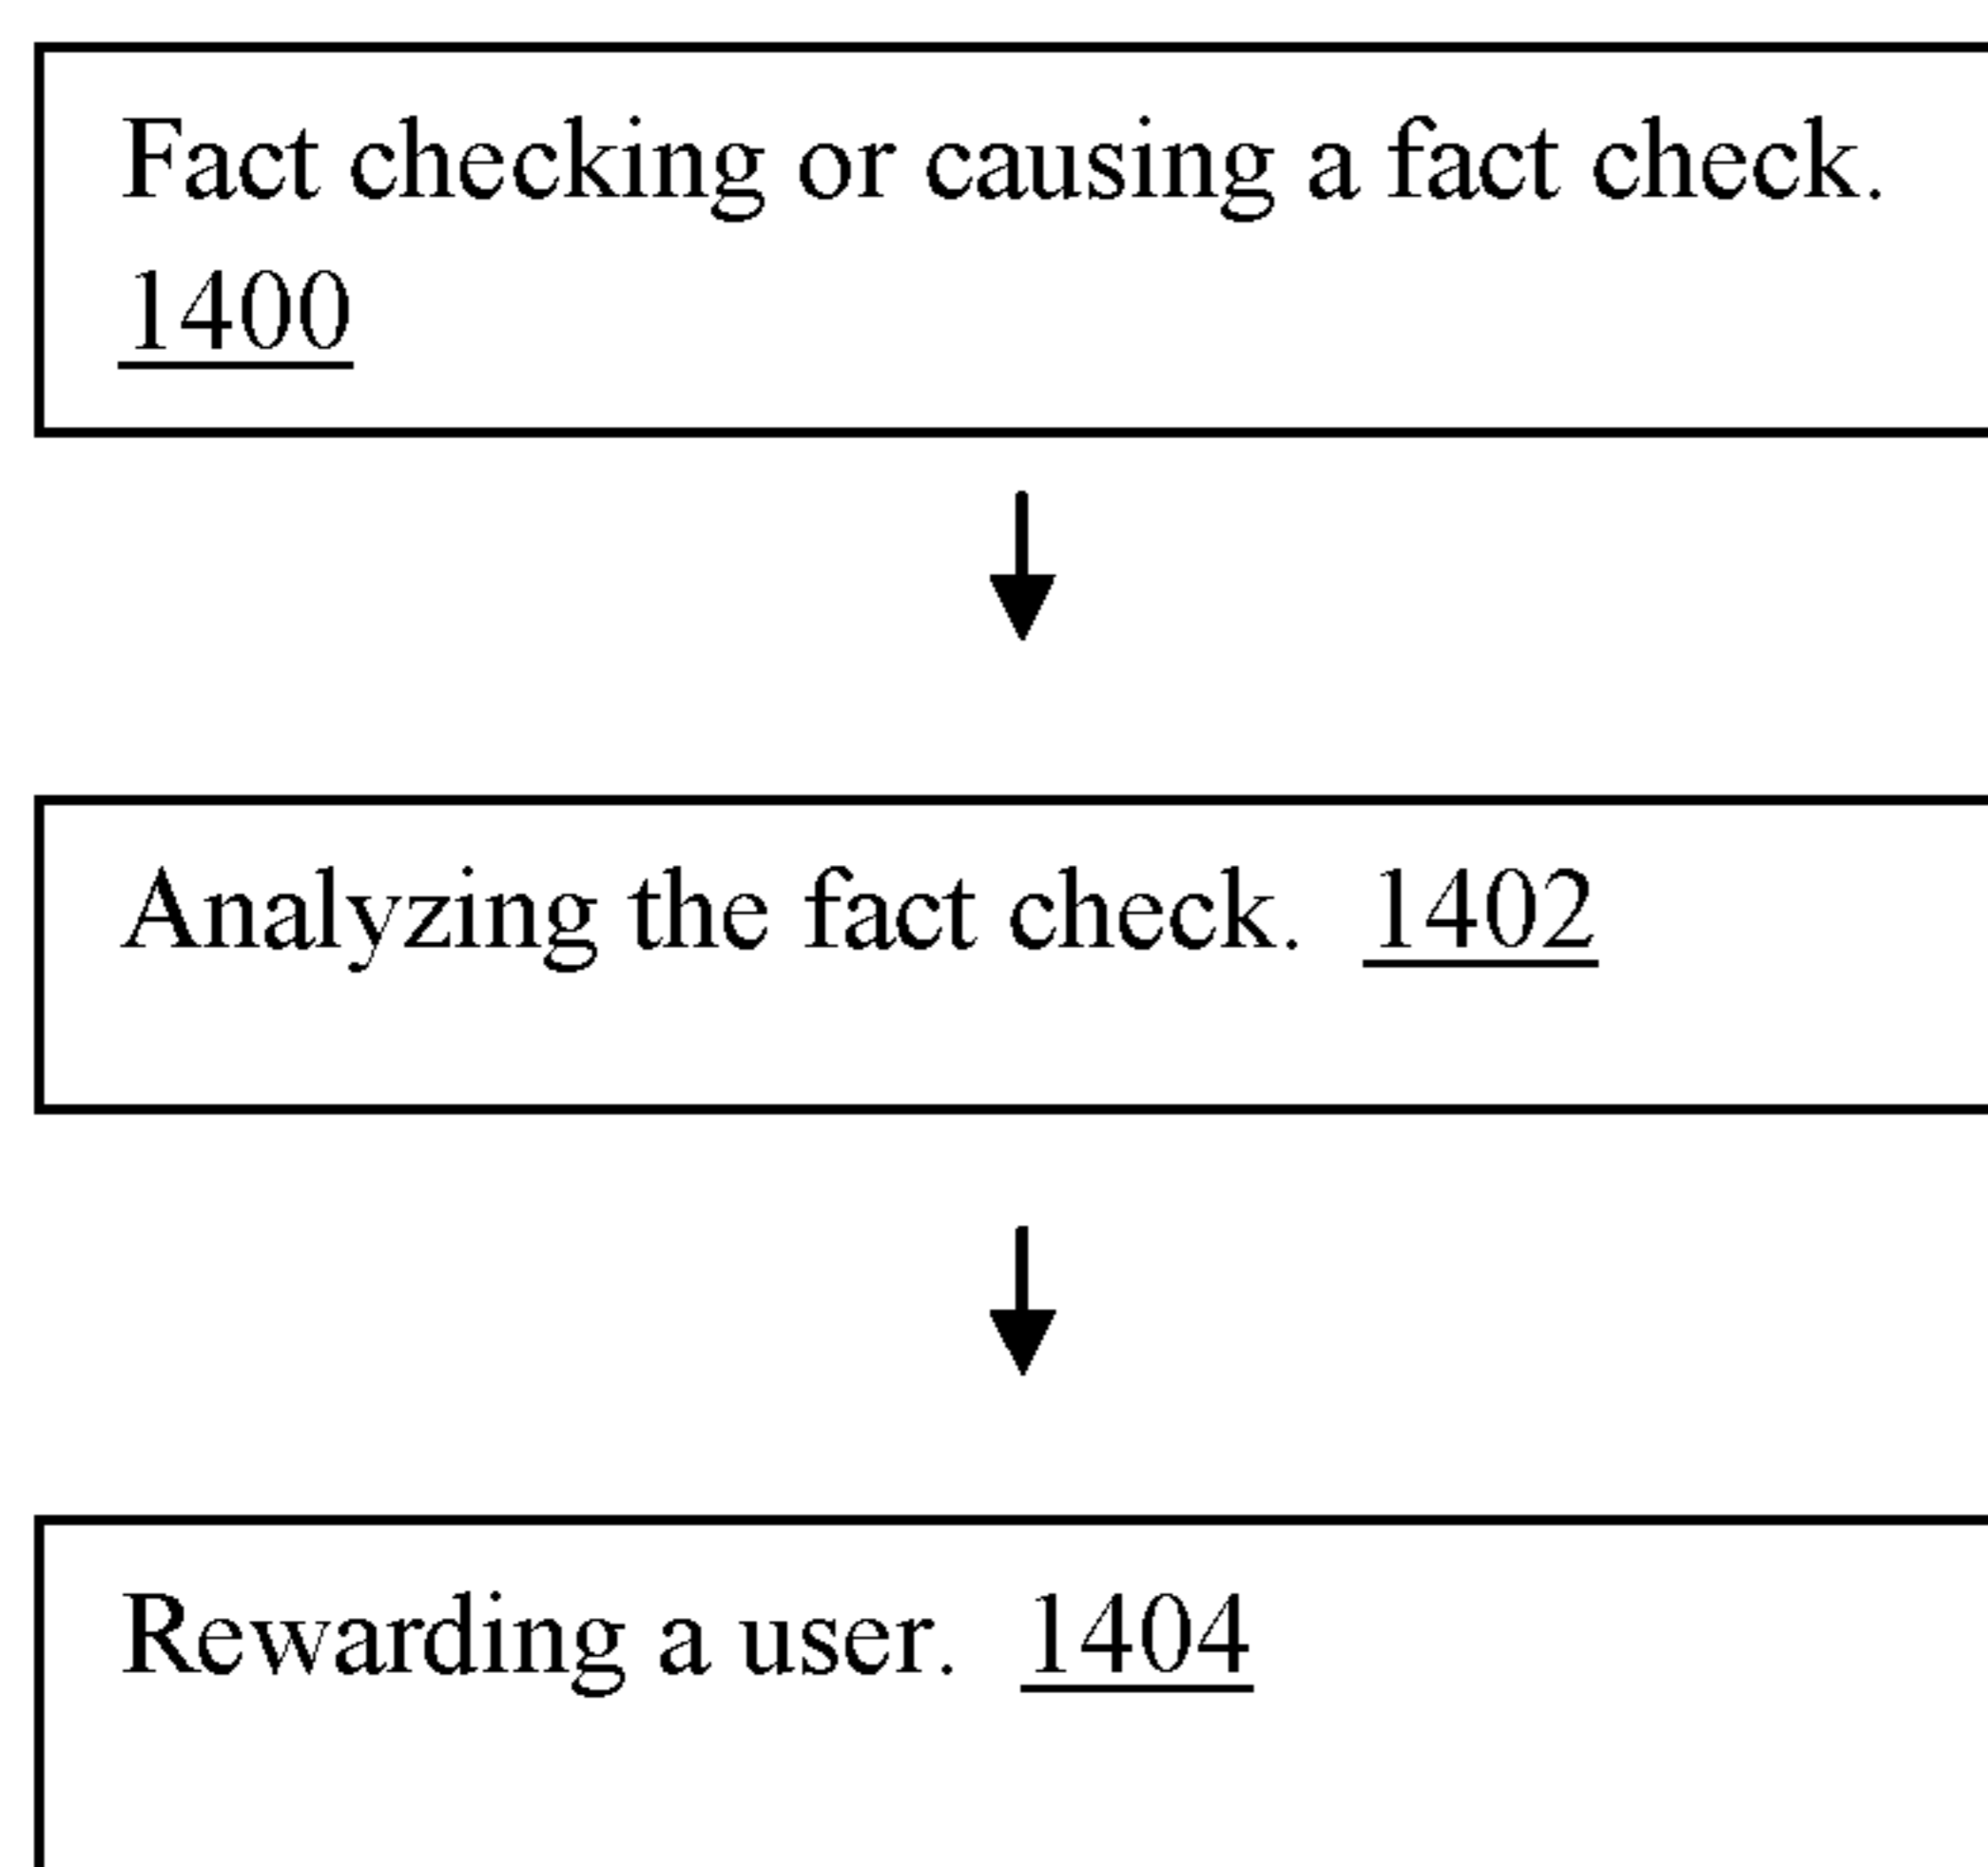 Fact checking or causing a fact check.
1400
Analyzing the fact check. 1402
Rewarding a user. 1404